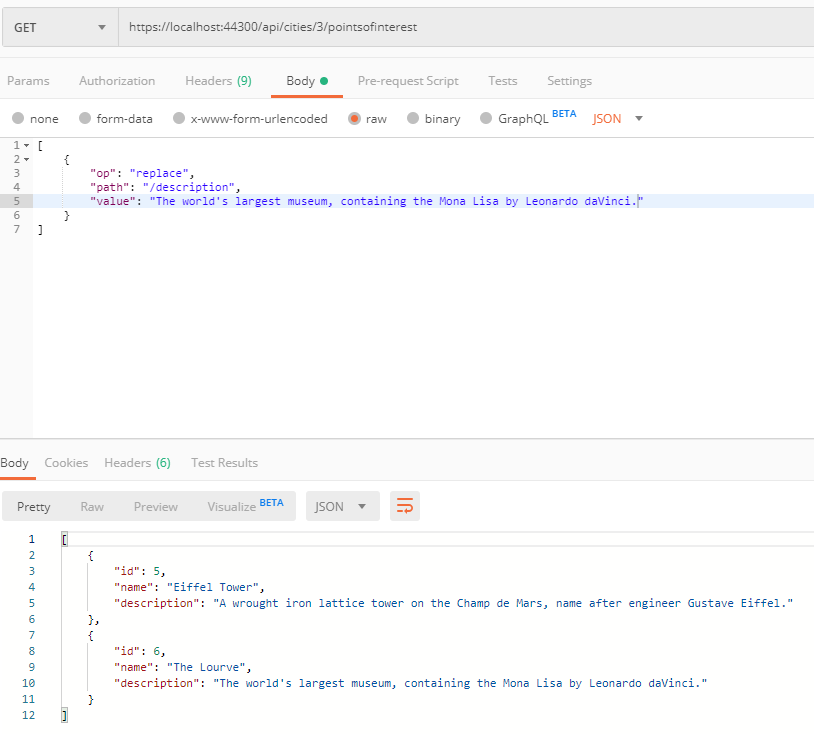 GET https://localhost:44300/api/cities/3/pointsofinterest
Params Authorization Headers (9) Body Pre-request Script Tests Settings
none form-data x-www-form-urlencoded raw binary GraphQL BETA JSON
1 [
2 {
3 "op": "replace",
4 "path": "/description",
5 "value": "The world's largest museum, containing the Mona Lisa by Leonardo daVinci."
6 }
7 ]
Body Cookies Headers (6) Test Results
Pretty Raw Preview Visualize BETA JSON
1 [
2 {
3 "id": 5,
4 "name": "Eiffel Tower",
5 "description": "A wrought iron lattice tower on the Champ de Mars, name after engineer Gustave Eiffel."
6 },
7 {
8 "id": 6,
9 "name": "The Lourve",
10 "description": "The world's largest museum, containing the Mona Lisa by Leonardo daVinci."
11 }
12 ]